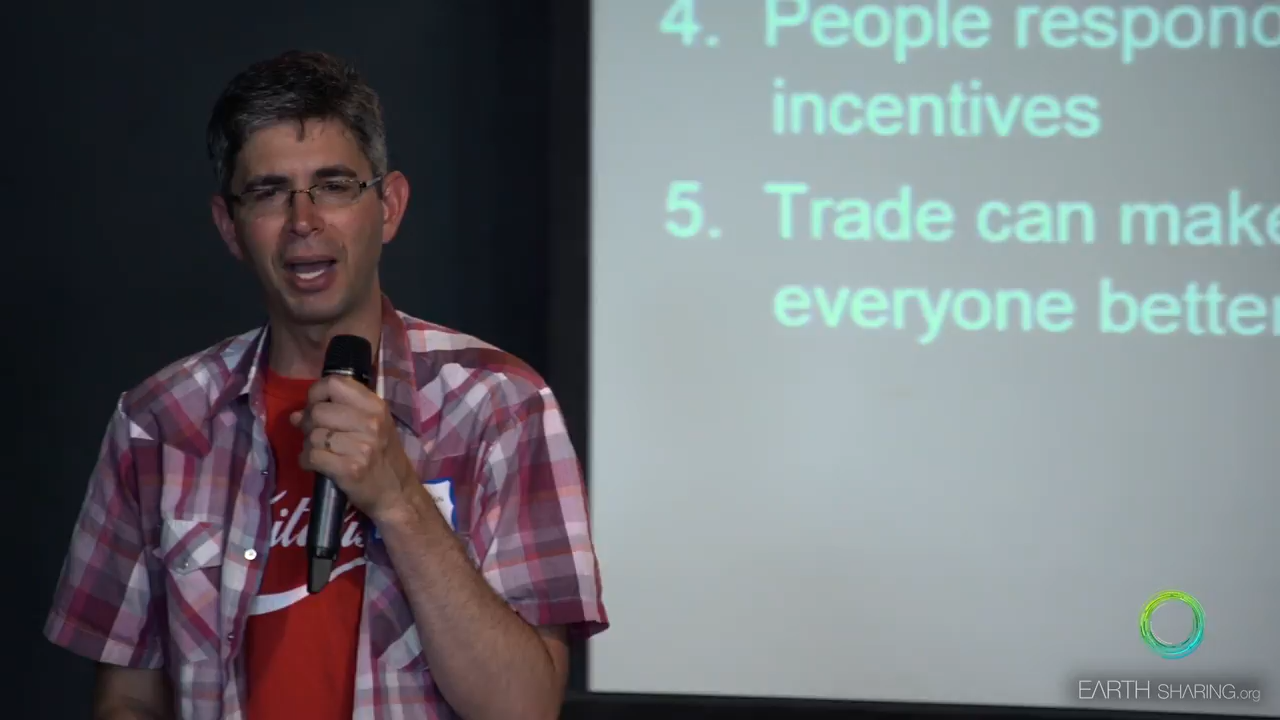 4. People respond
incentives
5. Trade can make
everyone better
EARTH SHARING.org